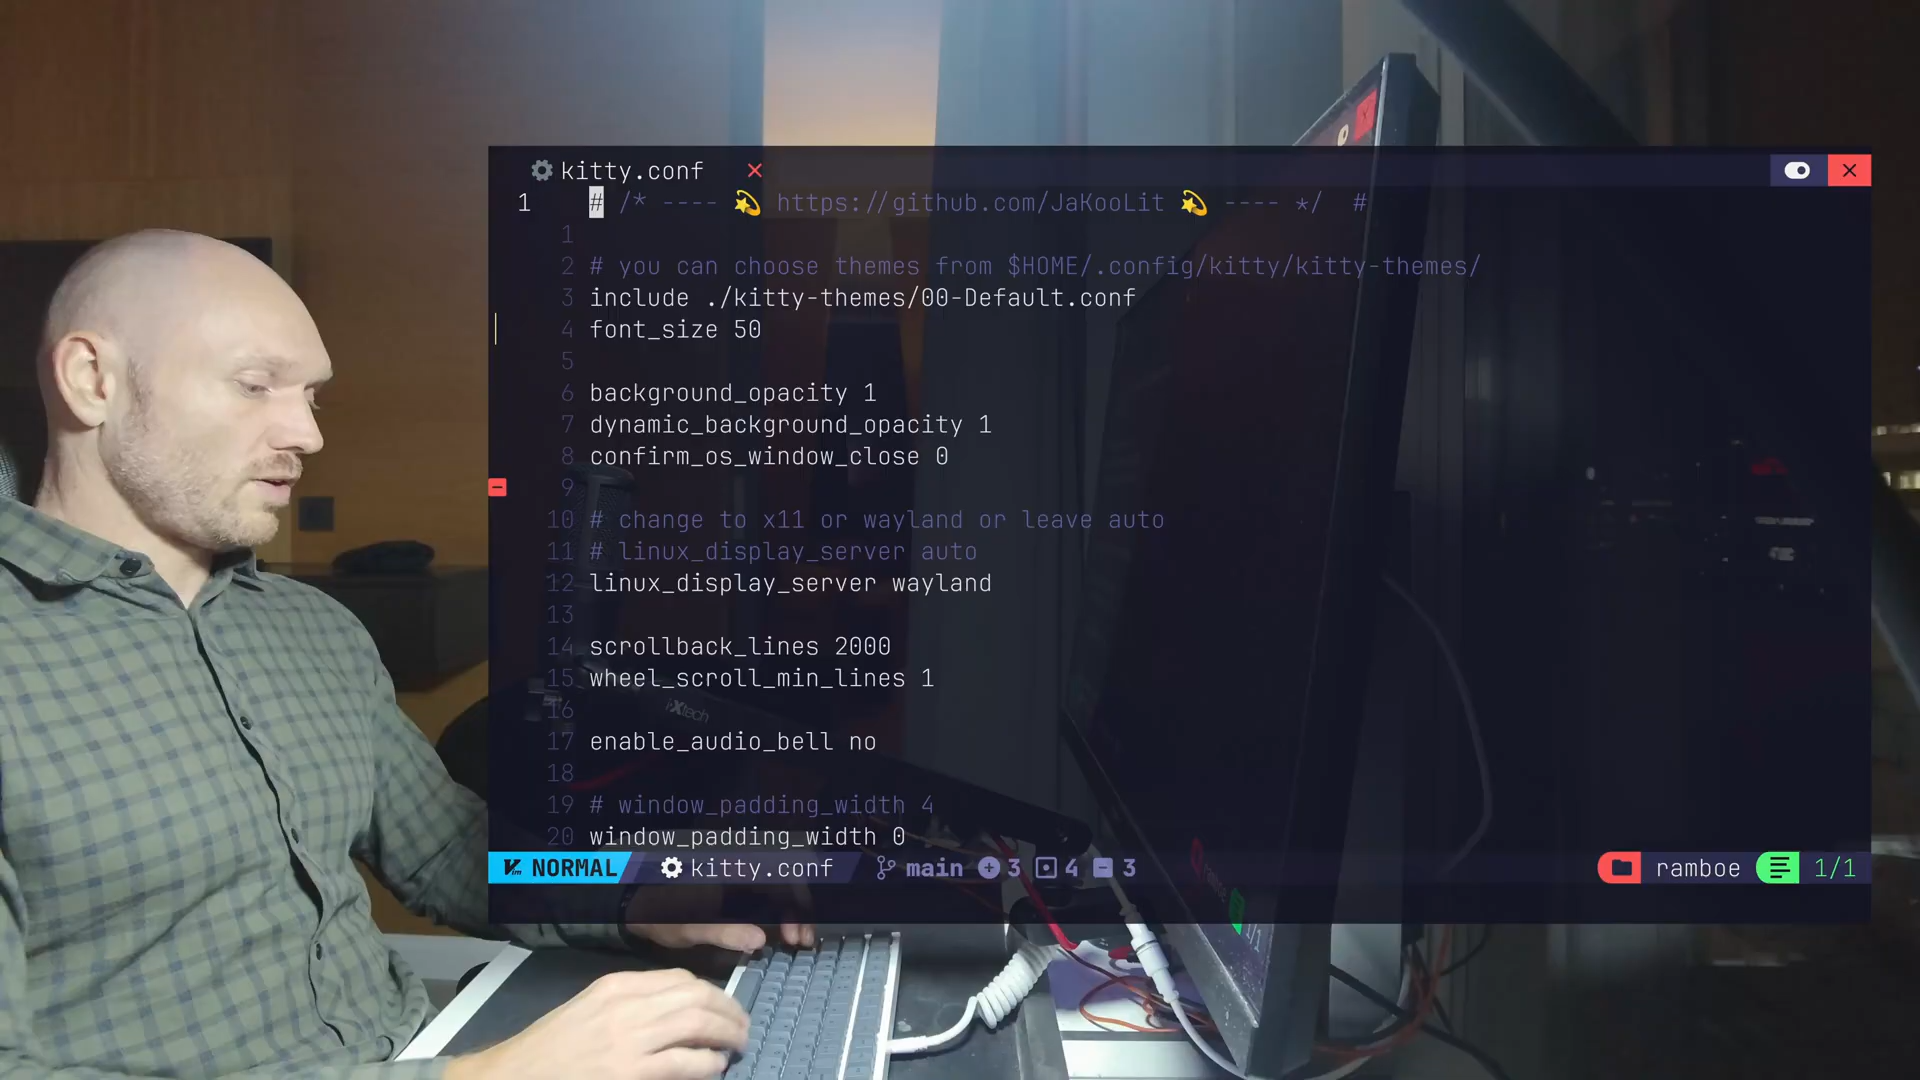 kitty.conf ×
1 # /* ---- 💫 https://github.com/JaKooLit 💫 ---- */ #
1
2 # you can choose themes from $HOME/.config/kitty/kitty-themes/
3 include ./kitty-themes/00-Default.conf
4 font_size 50
5
6 background_opacity 1
7 dynamic_background_opacity 1
8 confirm_os_window_close 0
9
10 # change to x11 or wayland or leave auto
11 # linux_display_server auto
12 linux_display_server wayland
13
14 scrollback_lines 2000
15 wheel_scroll_min_lines 1
16
iXtech
17 enable_audio_bell no
18
19 # window_padding_width 4
20 window_padding_width 0
NORMAL kitty.conf main 3 4 3 ramboe 1/1